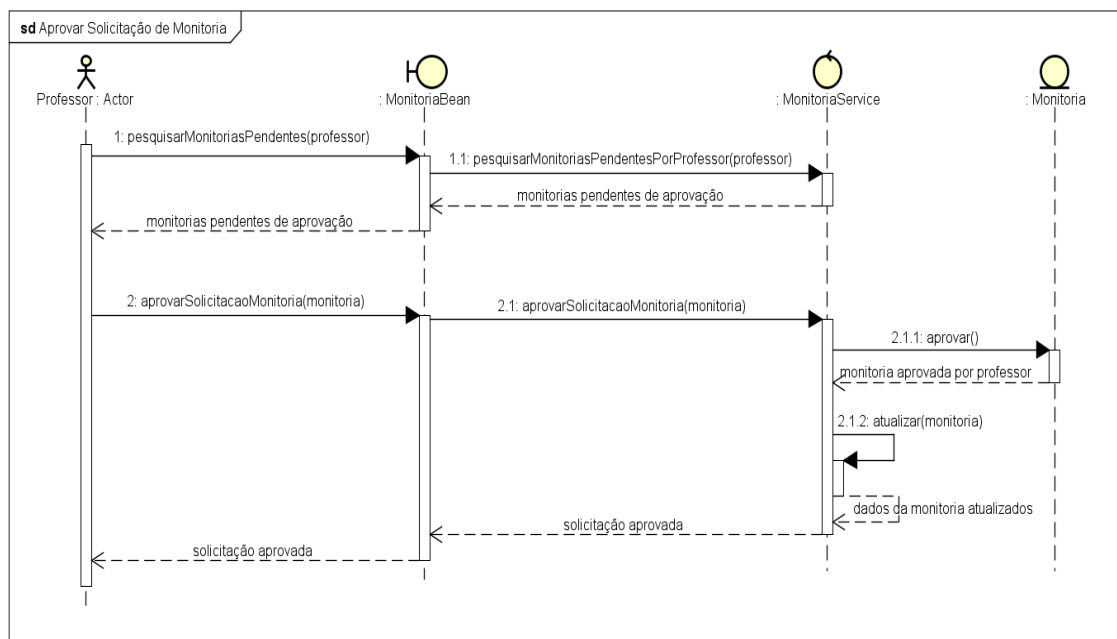 sd Aprovar Solicitação de Monitoria
Professor : Actor
: MonitoriaBean
: MonitoriaService
: Monitoria
1: pesquisarMonitoriasPendentes(professor)
1.1: pesquisarMonitoriasPendentesPorProfessor(professor)
monitorias pendentes de aprovação
monitorias pendentes de aprovação
2: aprovarSolicitacaoMonitoria(monitoria)
2.1: aprovarSolicitacaoMonitoria(monitoria)
2.1.1: aprovar()
monitoria aprovada por professor
2.1.2: atualizar(monitoria)
dados da monitoria atualizados
solicitação aprovada
solicitação aprovada